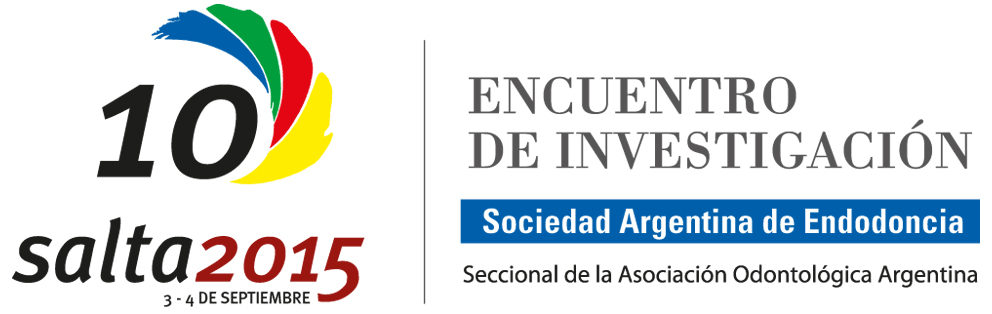 10
salta2015
3 - 4 DE SEPTIEMBRE
ENCUENTRO
DE INVESTIGACIÓN
Sociedad Argentina de Endodoncia
Seccional de la Asociación Odontológica Argentina